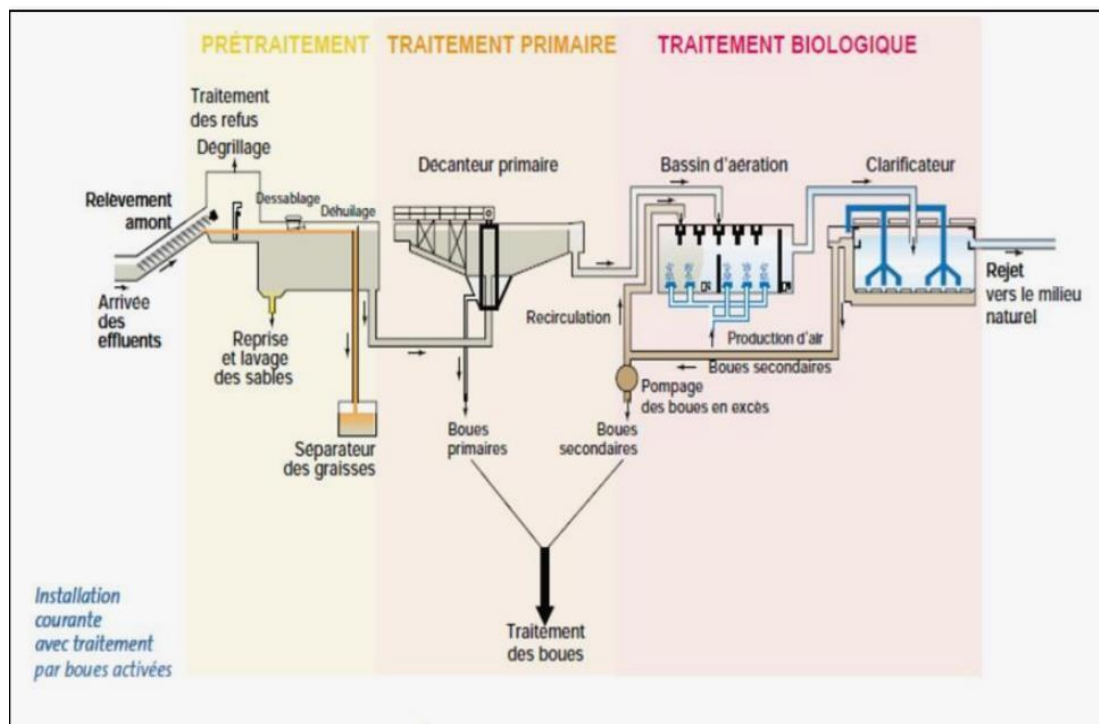 PRÉTRAITEMENT
TRAITEMENT PRIMAIRE
TRAITEMENT BIOLOGIQUE
Traitement
des refus
Dégrillage
Relèvement
amont
Dessablage
Déhuilage
Arrivée
des
effluents
Reprise
et lavage
des sables
Séparateur
des graisses
Décanteur primaire
Boues
primaires
Bassin d'aération
Clarificateur
Recirculation
Production d'air
Boues secondaires
Pompage
des boues en excès
Boues
secondaires
Rejet
vers le milieu
naturel
Traitement
des boues
Installation
courante
avec traitement
par boues activées